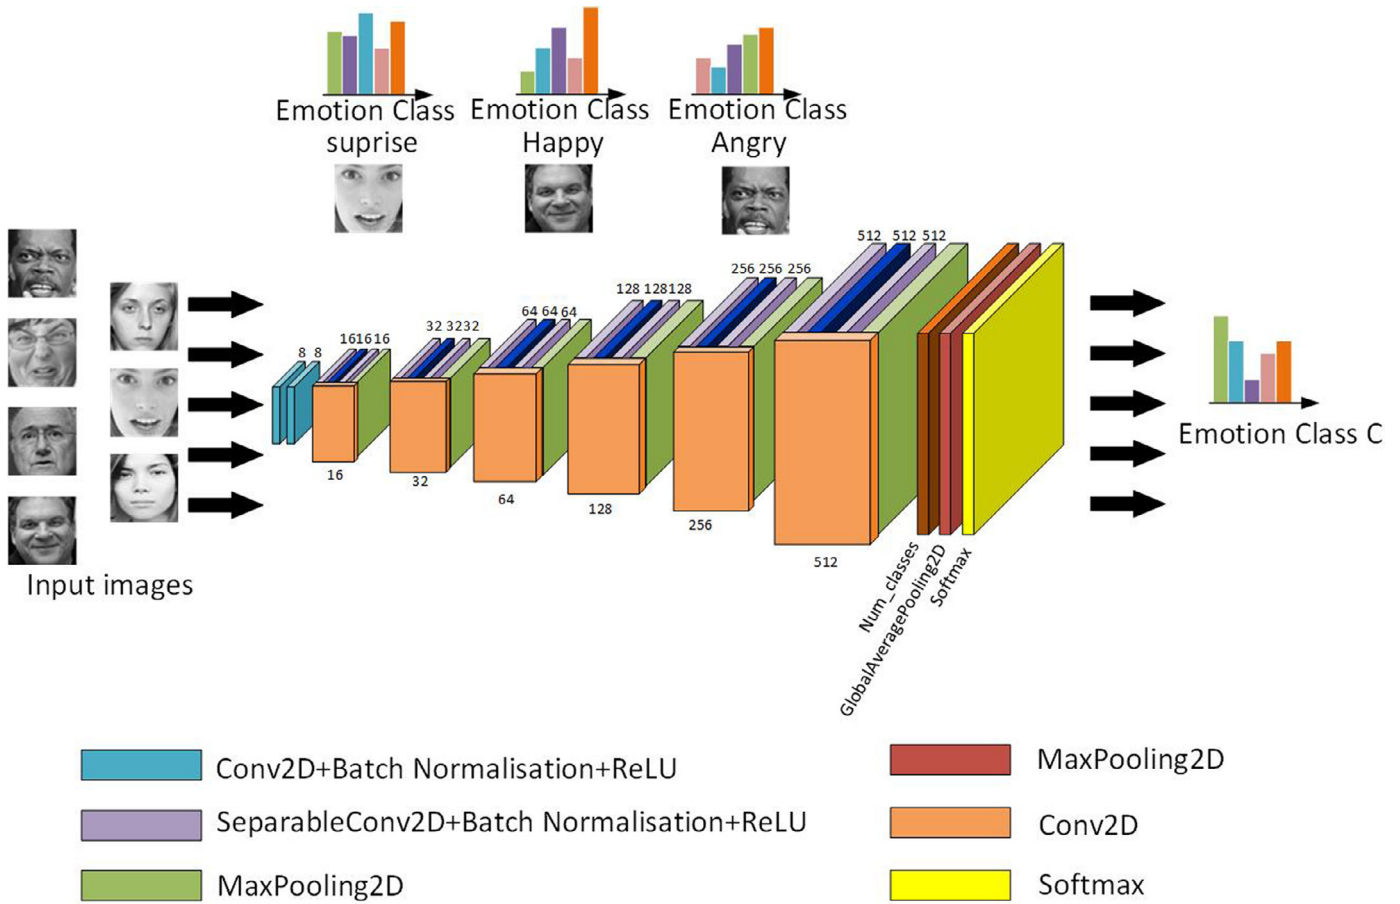 Emotion Class
suprise
Emotion Class
Happy
Emotion Class
Angry
Input images
8 8
16 16 16
32 32 32
64 64 64
128 128 128
256 256 256
512 512 512
16
32
64
128
256
512
Num_classes
GlobalAveragePooling2D
Softmax
Emotion Class C
Conv2D+Batch Normalisation+ReLU
SeparableConv2D+Batch Normalisation+ReLU
MaxPooling2D
MaxPooling2D
Conv2D
Softmax